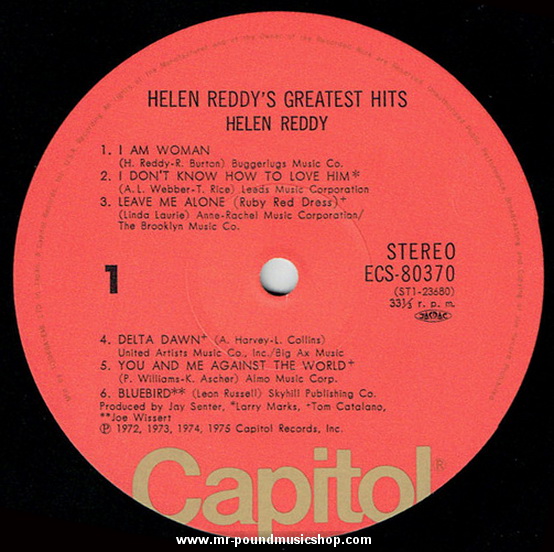 HELEN REDDY'S GREATEST HITS
HELEN REDDY
1. I AM WOMAN
(H. Reddy-R. Burton) Buggerlugs Music Co.
2. I DON'T KNOW HOW TO LOVE HIM*
(A.L. Webber-T. Rice) Leeds Music Corporation
3. LEAVE ME ALONE (Ruby Red Dress)+
(Linda Laurie) Anne-Rachel Music Corporation/
The Brooklyn Music Co.
1
STEREO
ECS-80370
(ST1-23680)
33⅓ r. p. m.
JASRAC
4. DELTA DAWN+ (A. Harvey-L. Collins)
United Artists Music Co., Inc./Big Ax Music
5. YOU AND ME AGAINST THE WORLD+
(P. Williams-K. Ascher) Almo Music Corp.
6. BLUEBIRD** (Leon Russell) Skyhill Publishing Co.
Produced by Jay Senter, *Larry Marks, +Tom Catalano,
**Joe Wissert
Ⓟ 1972, 1973, 1974, 1975 Capitol Records, Inc.
Capitol®
www.mr-poundmusicshop.com